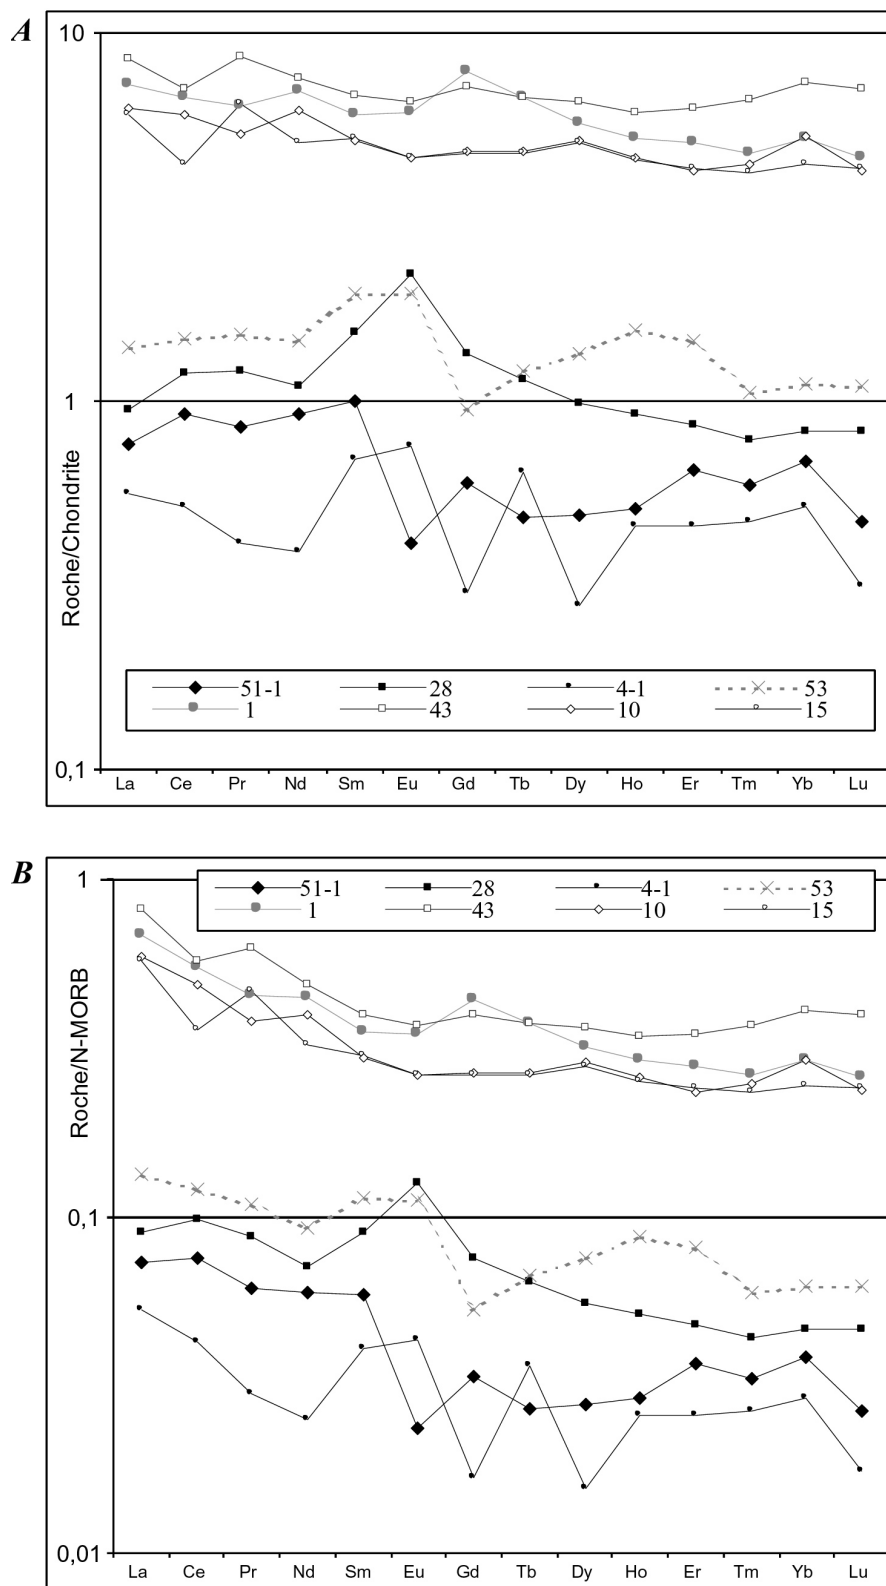 A
10
1
0,1
Roche/Chondrite
51-1 28 4-1 53
1 43 10 15
La Ce Pr Nd Sm Eu Gd Tb Dy Ho Er Tm Yb Lu
B
1
0,1
0,01
Roche/N-MORB
51-1 28 4-1 53
1 43 10 15
La Ce Pr Nd Sm Eu Gd Tb Dy Ho Er Tm Yb Lu